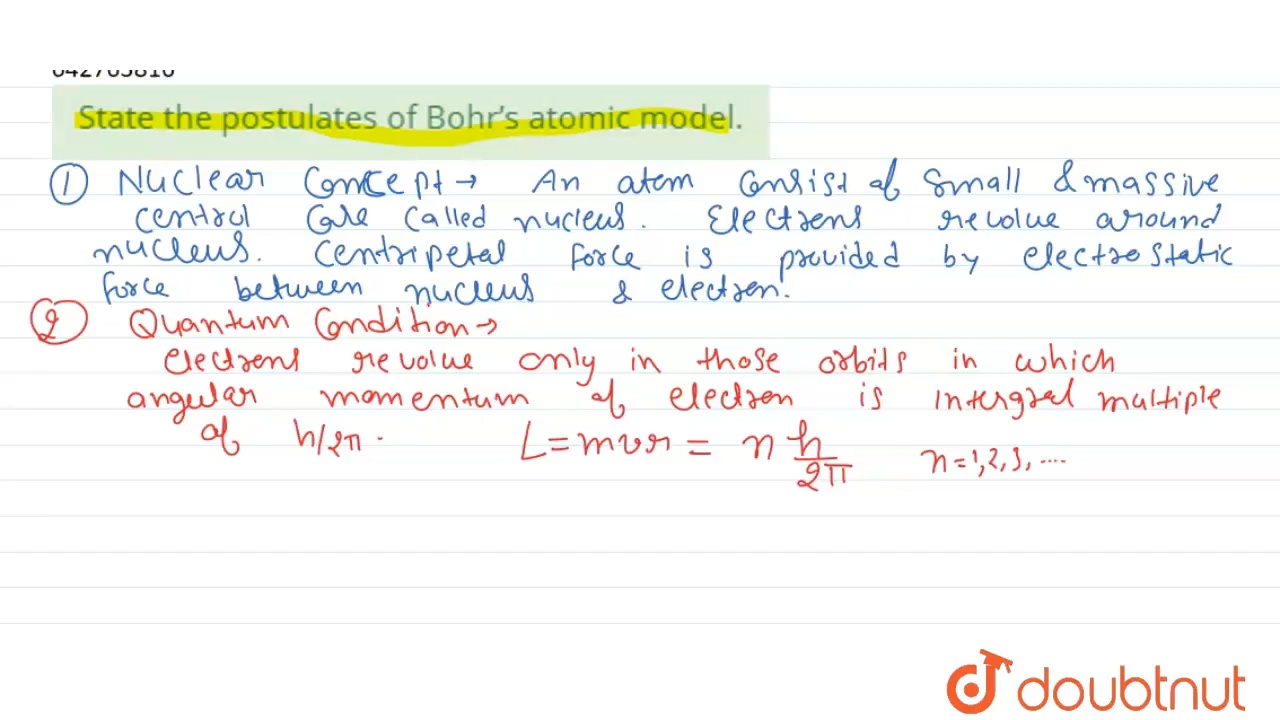 State the postulates of Bohr's atomic model.
① Nuclear Concept → An atom Consist of Small & massive
central Core Called nucleus. Electrons revolve around
nucleus. Centripetal force is provided by electrostatic
force between nucleus & electron.
② Quantum Condition →
electrons revolve only in those orbits in which
angular momentum of electron is intergral multiple
of h/2π. L = mvr = n h/2π n = 1, 2, 3, ....
doubtnut